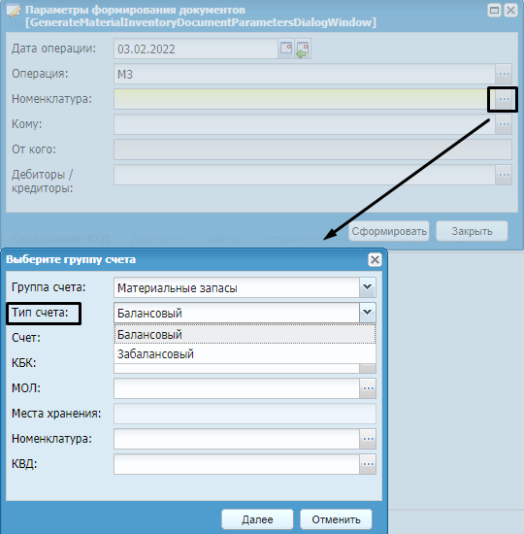 Параметры формирования документов
[GenerateMaterialInventoryDocumentParametersDialogWindow]
Дата операции: 03.02.2022
Операция: МЗ
Номенклатура:
Кому:
От кого:
Дебиторы /
кредиторы:
Сформировать Закрыть
Выберите группу счета
Группа счета: Материальные запасы
Тип счета: Балансовый
Счет: Балансовый
Забалансовый
КБК:
МОЛ:
Места хранения:
Номенклатура:
КВД:
Далее Отменить